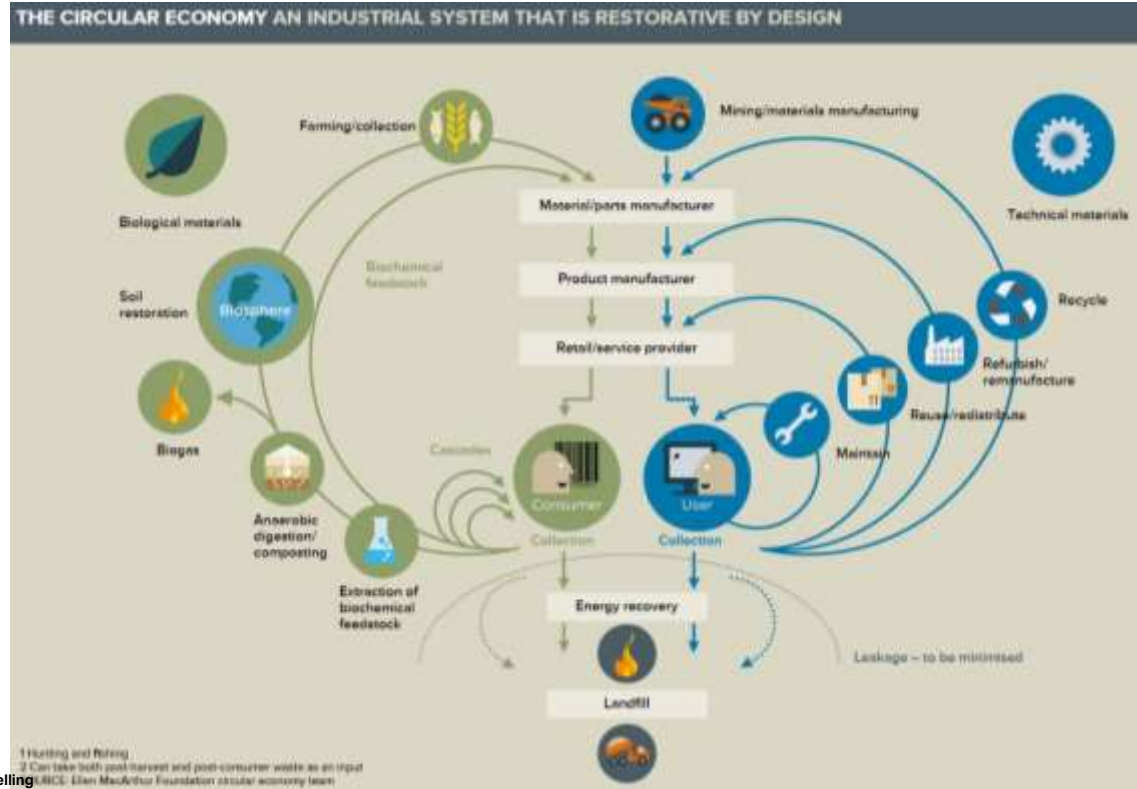 THE CIRCULAR ECONOMY AN INDUSTRIAL SYSTEM THAT IS RESTORATIVE BY DESIGN
Farming/collection
Mining/materials manufacturing
Biological materials
Technical materials
Material/parts manufacturer
Biochemical
feedstock
Product manufacturer
Soil
restoration
Biosphere
Recycle
Retail/service provider
Refurbish/
remanufacture
Reuse/redistribute
Biogas
Cascades
Maintain
Consumer
User
Anaerobic
digestion/
composting
Collection
Collection
Extraction of
biochemical
feedstock
Energy recovery
Leakage – to be minimised
Landfill
1 Hunting and fishing
2 Can take both post-harvest and post-consumer waste as an input
elling
SOURCE: Ellen MacArthur Foundation circular economy team